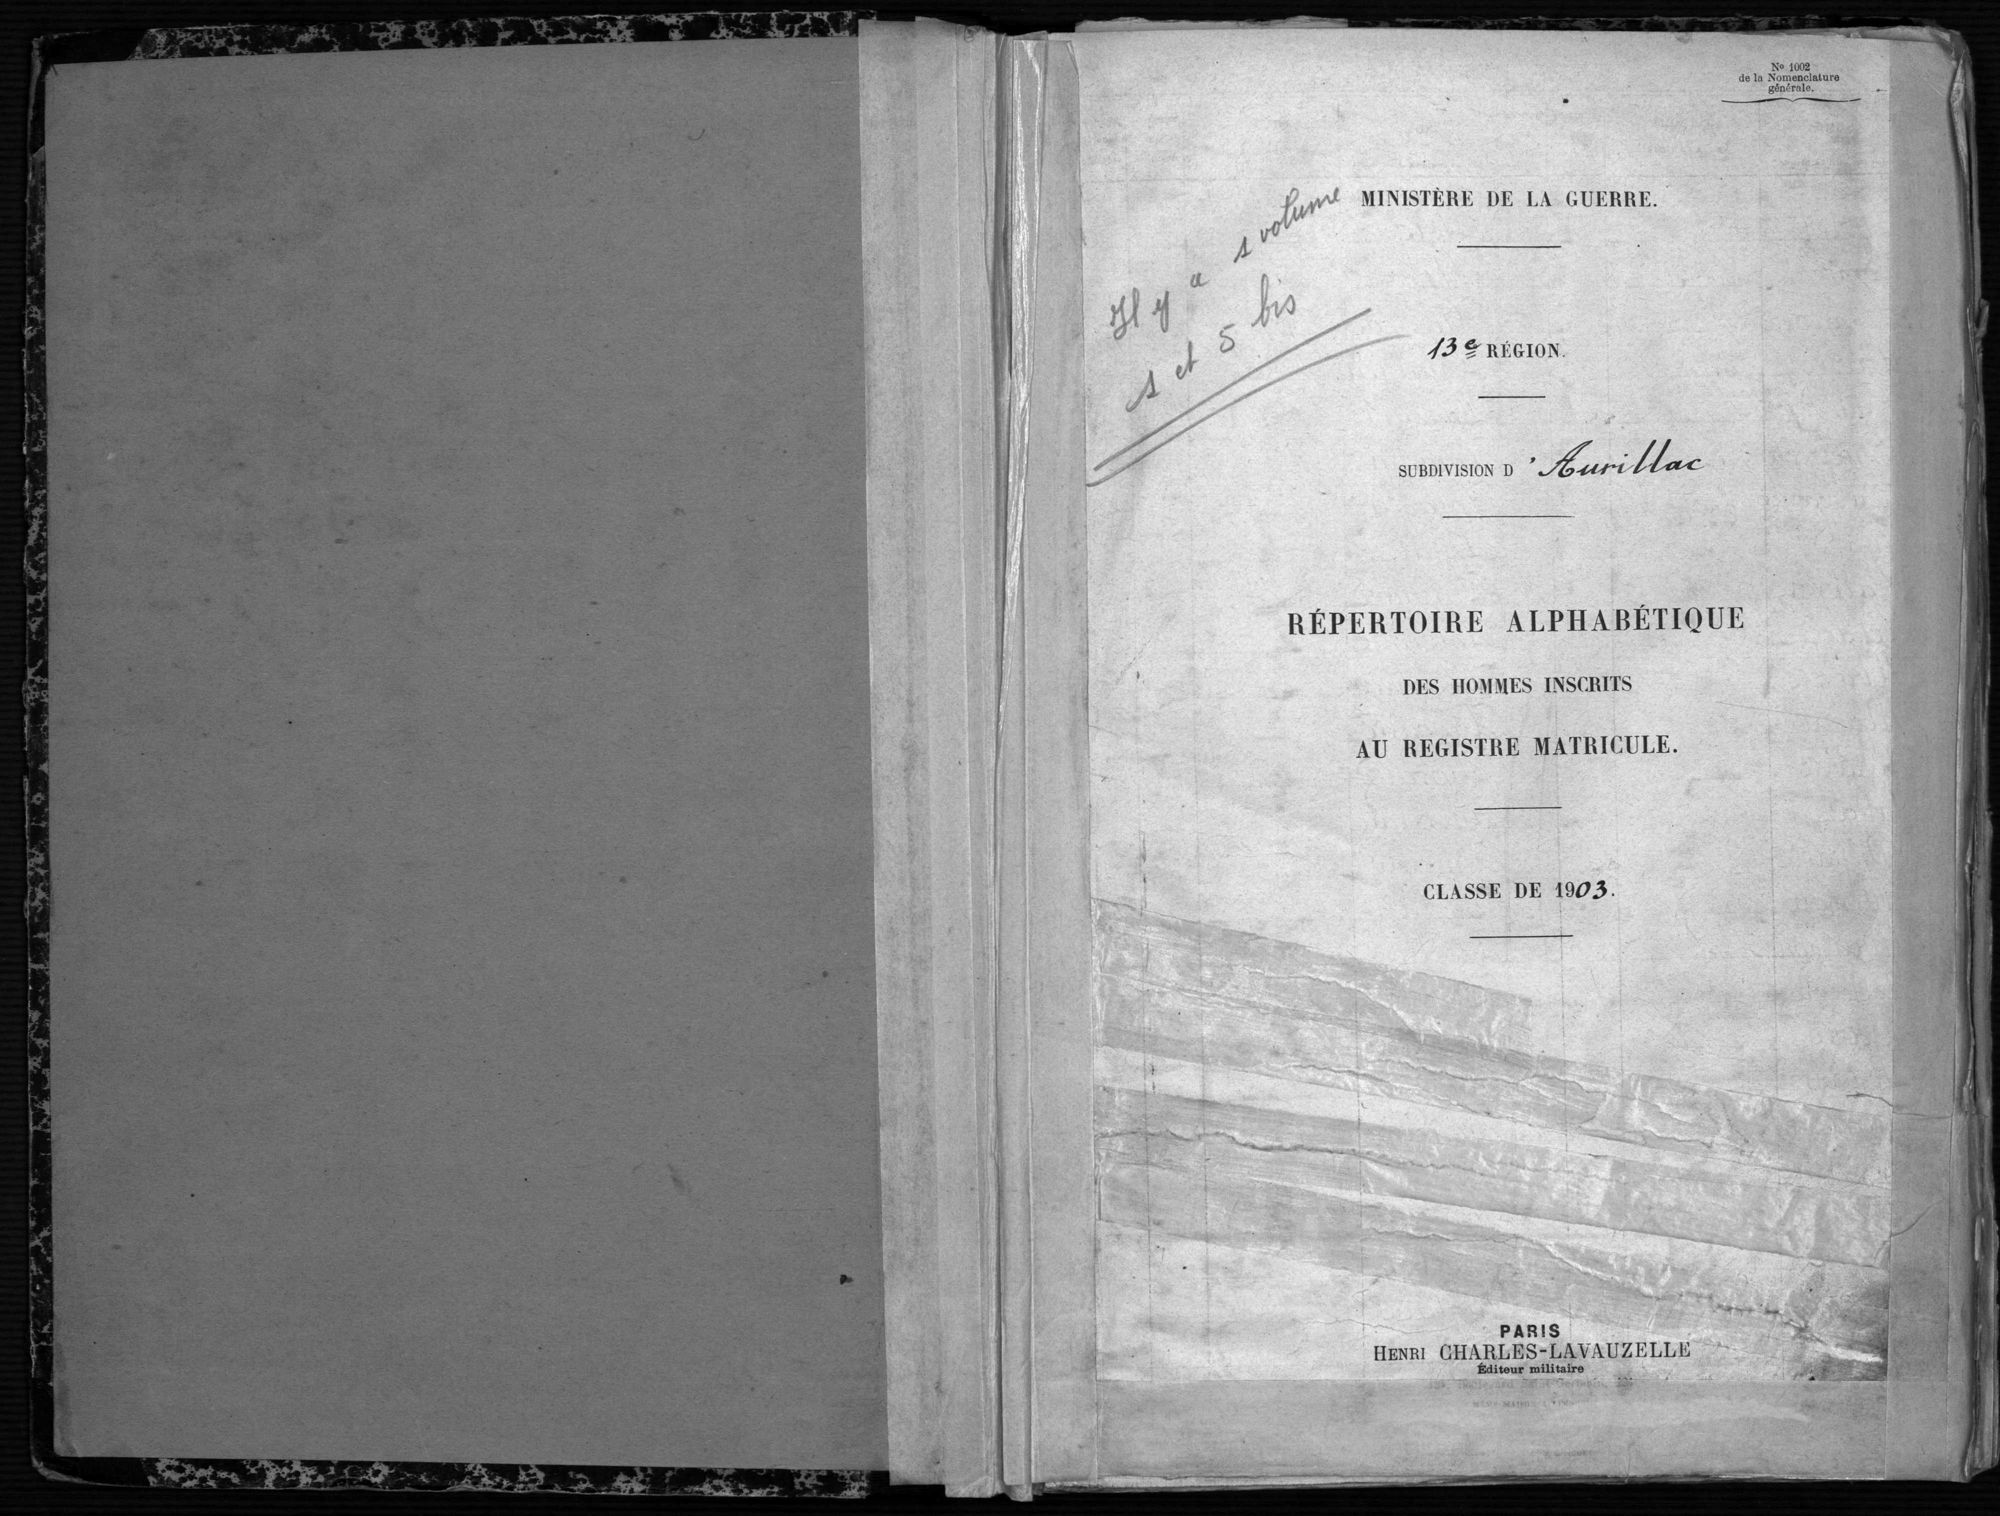 Nº 1002
de la Nomenclature
générale.
MINISTÈRE DE LA GUERRE.
Il y a 1 volume
1 et 5 bis
13e RÉGION.
SUBDIVISION D'Aurillac
RÉPERTOIRE ALPHABÉTIQUE
DES HOMMES INSCRITS
AU REGISTRE MATRICULE.
CLASSE DE 1903.
PARIS
HENRI CHARLES-LAVAUZELLE
Éditeur militaire